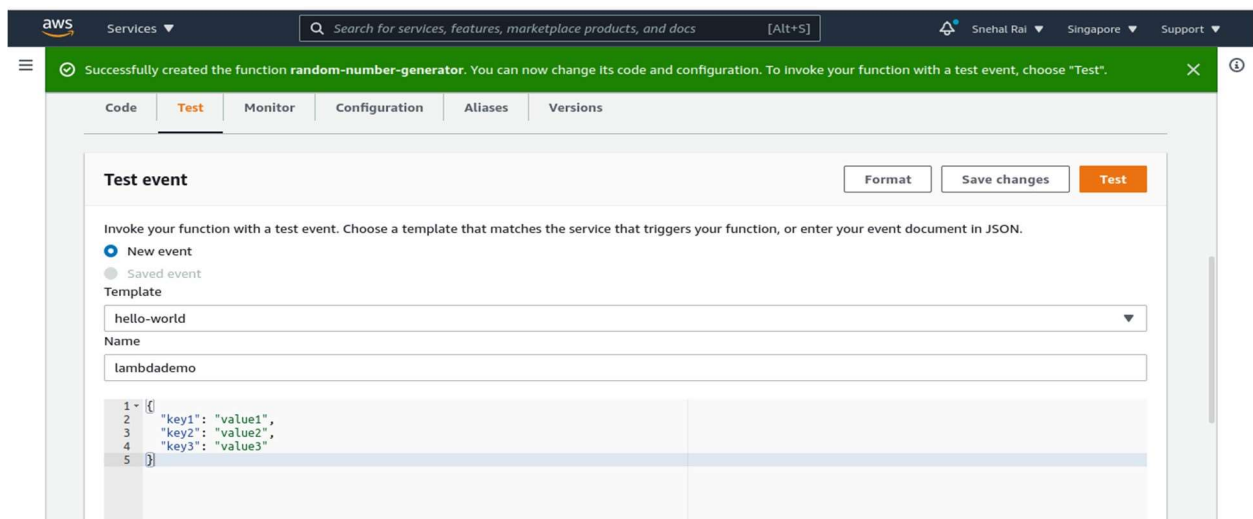 aws Services ▼ Search for services, features, marketplace products, and docs [Alt+S] Snehal Rai ▼ Singapore ▼ Support ▼
Successfully created the function random-number-generator. You can now change its code and configuration. To invoke your function with a test event, choose "Test".
Code Test Monitor Configuration Aliases Versions
Test event Format Save changes Test
Invoke your function with a test event. Choose a template that matches the service that triggers your function, or enter your event document in JSON.
New event
Saved event
Template
hello-world
Name
lambdademo
1 {
2 "key1": "value1",
3 "key2": "value2",
4 "key3": "value3"
5 }